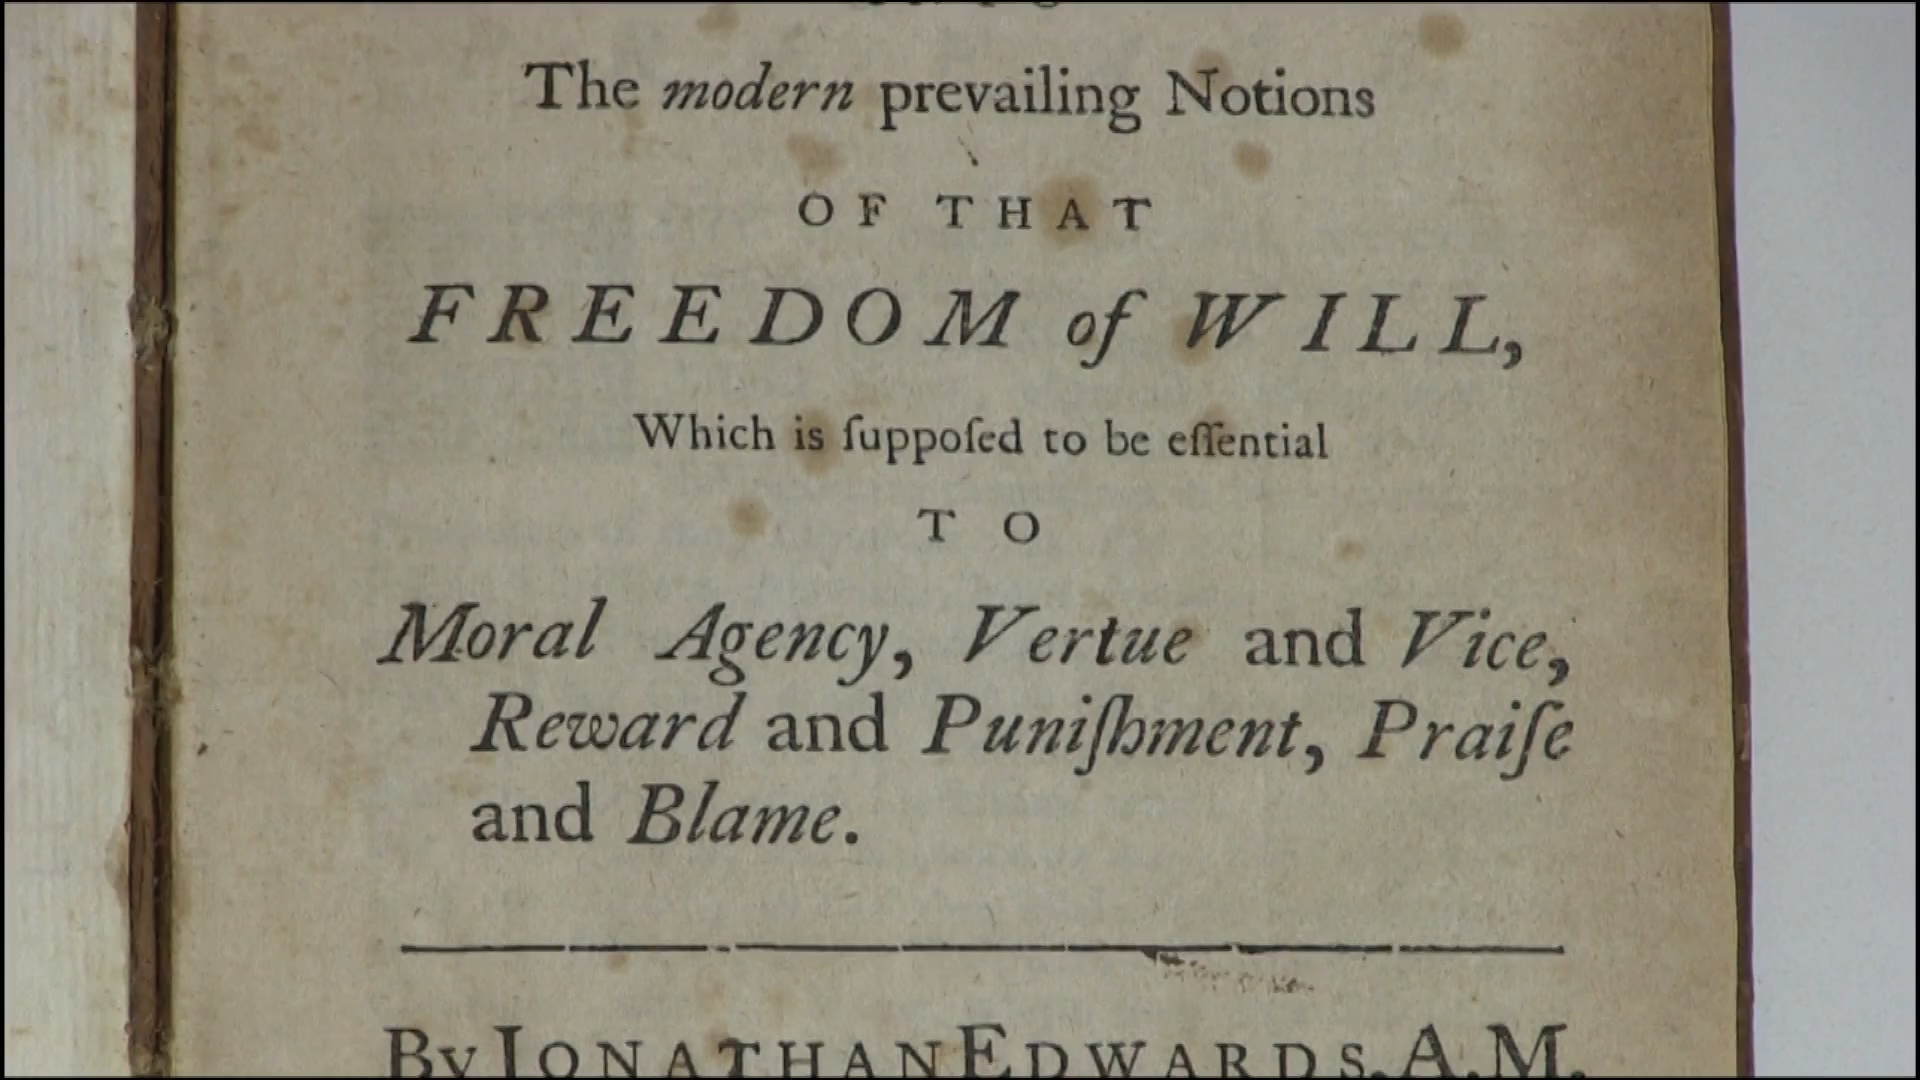 The modern prevailing Notions
OF THAT
FREEDOM of WILL,
Which is ſuppoſed to be eſſential
TO
Moral Agency, Vertue and Vice,
Reward and Puniſhment, Praiſe
and Blame.
By JONATHAN EDWARDS, A.M.